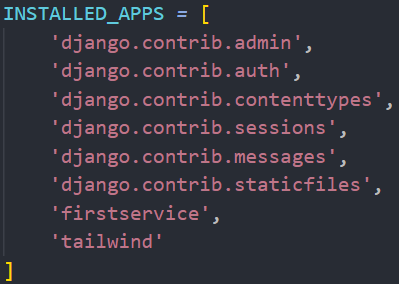 INSTALLED_APPS = [
    'django.contrib.admin',
    'django.contrib.auth',
    'django.contrib.contenttypes',
    'django.contrib.sessions',
    'django.contrib.messages',
    'django.contrib.staticfiles',
    'firstservice',
    'tailwind'
]